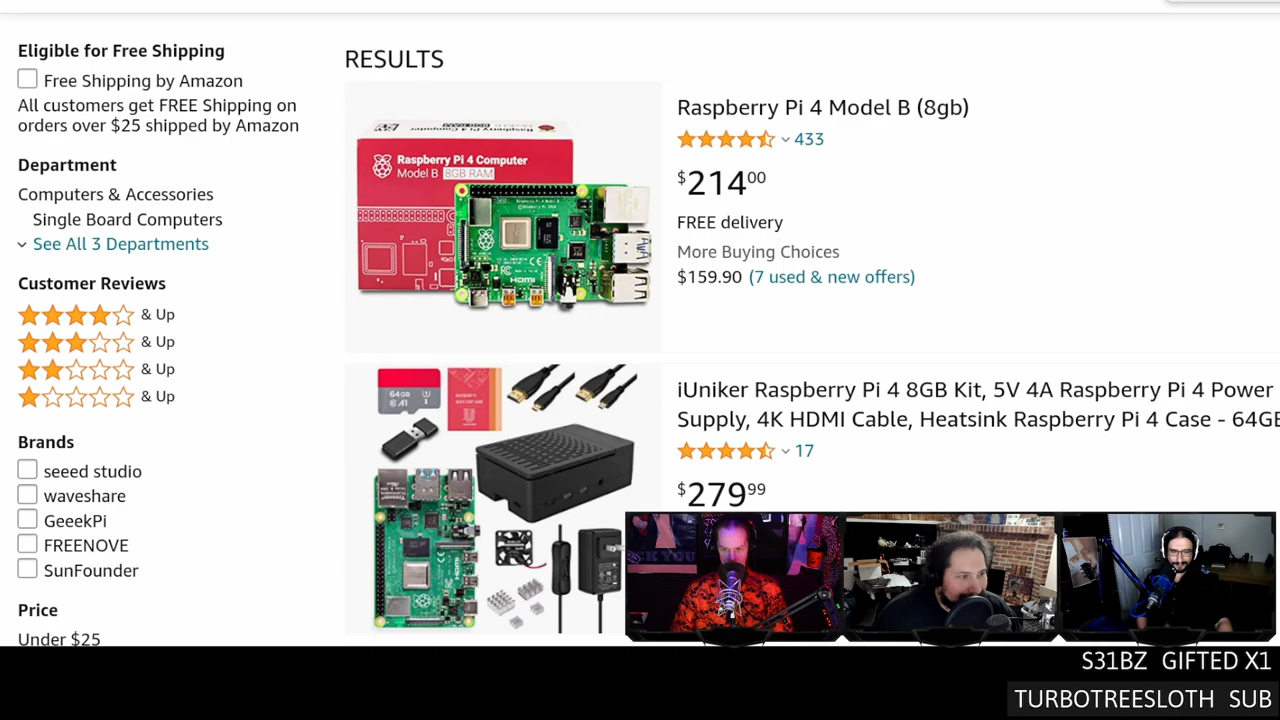 Eligible for Free Shipping
Free Shipping by Amazon
All customers get FREE Shipping on
orders over $25 shipped by Amazon
Department
Computers & Accessories
Single Board Computers
See All 3 Departments
Customer Reviews
& Up
& Up
& Up
& Up
Brands
seeed studio
waveshare
GeeekPi
FREENOVE
SunFounder
Price
Under $25
RESULTS
Raspberry Pi 4 Computer
Model B 8GB RAM
HDMI
Raspberry Pi 4 Model B (8gb)
433
$21400
FREE delivery
More Buying Choices
$159.90 (7 used & new offers)
64GB
iUniker Raspberry Pi 4 8GB Kit, 5V 4A Raspberry Pi 4 Power
Supply, 4K HDMI Cable, Heatsink Raspberry Pi 4 Case - 64GB
17
$27999
S31BZ GIFTED X1
TURBOTREESLOTH SUB